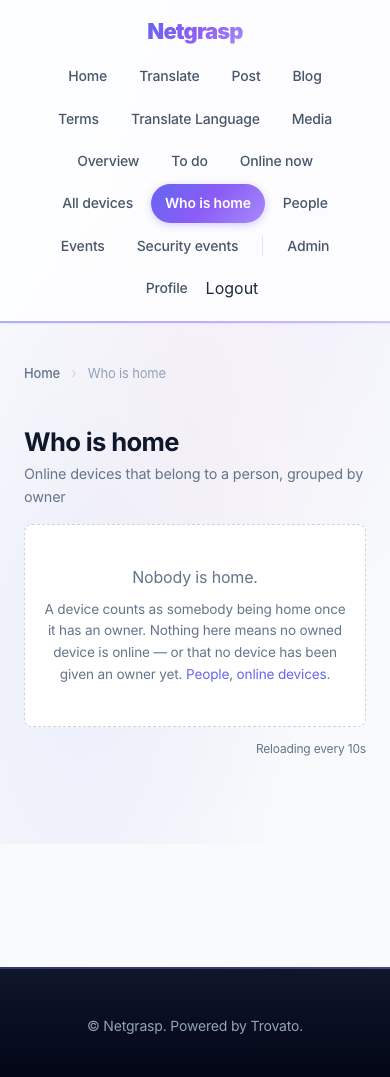 Netgrasp
Home Translate Post Blog
Terms Translate Language Media
Overview To do Online now
All devices Who is home People
Events Security events Admin
Profile Logout
Home › Who is home
Who is home
Online devices that belong to a person, grouped by
owner
Nobody is home.
A device counts as somebody being home once
it has an owner. Nothing here means no owned
device is online — or that no device has been
given an owner yet. People, online devices.
Reloading every 10s
© Netgrasp. Powered by Trovato.